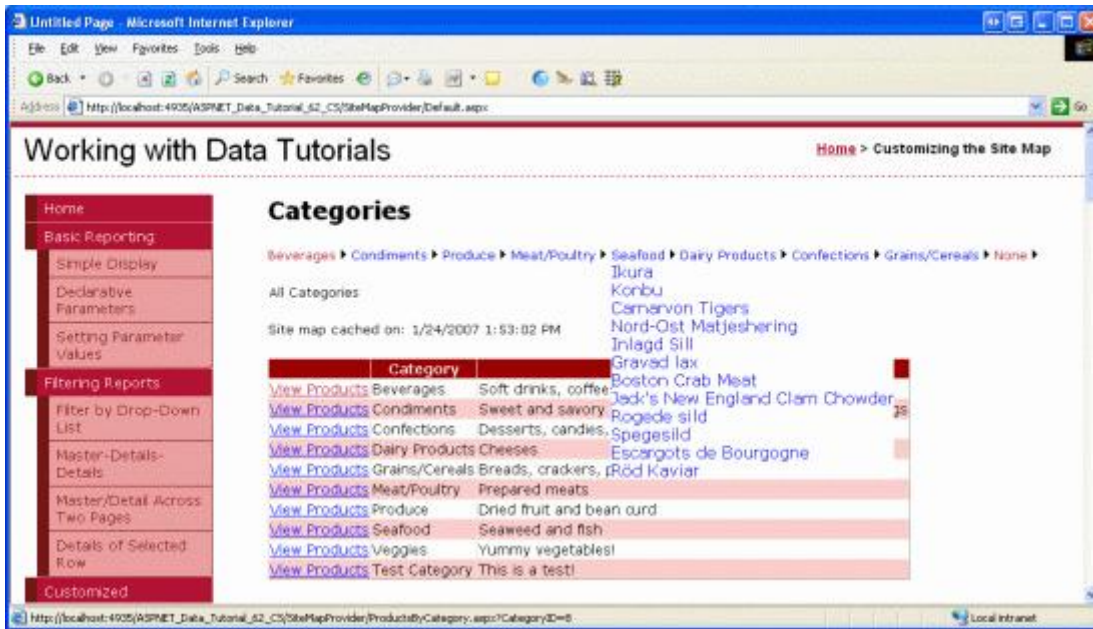 Untitled Page - Microsoft Internet Explorer
File Edit View Favorites Tools Help
Back Search Favorites
Address http://localhost:4935/ASPNET_Data_Tutorial_62_CS/SiteMapProvider/Default.aspx Go
Working with Data Tutorials
Home > Customizing the Site Map
Home
Basic Reporting
Simple Display
Declarative
Parameters
Setting Parameter
Values
Filtering Reports
Filter by Drop-Down
List
Master-Details-
Details
Master/Detail Across
Two Pages
Details of Selected
Row
Customized
Categories
Beverages Condiments Produce Meat/Poultry Seafood Dairy Products Confections Grains/Cereals None
Ikura
Konbu
Carnarvon Tigers
Nord-Ost Matjeshering
Inlagd Sill
Gravad lax
Boston Crab Meat
Jack's New England Clam Chowder
Rogede sild
Spegesild
Escargots de Bourgogne
Röd Kaviar
All Categories
Site map cached on: 1/24/2007 1:53:02 PM
Category
View Products Beverages Soft drinks, coffee
View Products Condiments Sweet and savory
View Products Confections Desserts, candies,
View Products Dairy Products Cheeses
View Products Grains/Cereals Breads, crackers,
View Products Meat/Poultry Prepared meats
View Products Produce Dried fruit and bean curd
View Products Seafood Seaweed and fish
View Products Veggies Yummy vegetables!
View Products Test Category This is a test!
http://localhost:4935/ASPNET_Data_Tutorial_62_CS/SiteMapProvider/ProductsByCategory.aspx?CategoryID=8 Local intranet